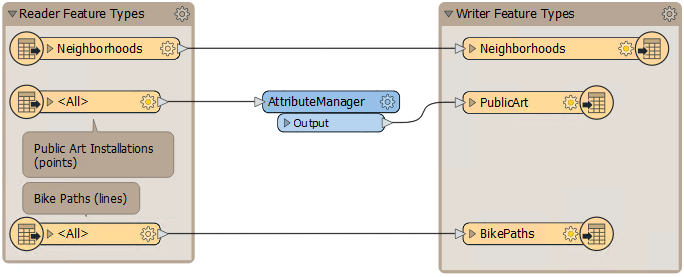 Reader Feature Types
Writer Feature Types
Neighborhoods
Neighborhoods
<All>
AttributeManager
Output
PublicArt
Public Art Installations
(points)
Bike Paths (lines)
<All>
BikePaths